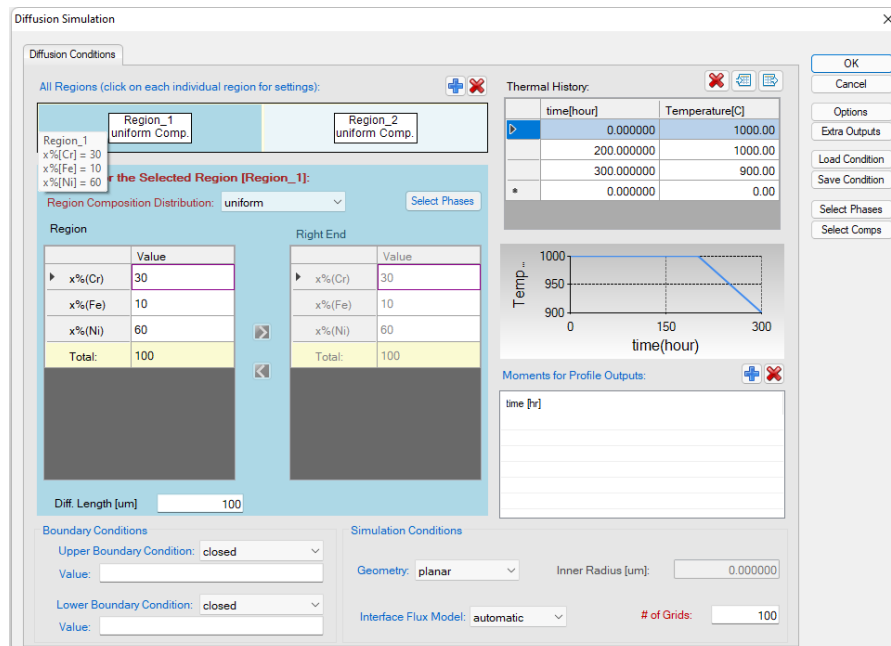 Diffusion Simulation
Diffusion Conditions
All Regions (click on each individual region for settings):
Region_1
uniform Comp.
Region_2
uniform Comp.
Region_1
x%[Cr] = 30
x%[Fe] = 10
x%[Ni] = 60
r the Selected Region [Region_1]:
Region Composition Distribution: uniform
Select Phases
Region
Value
x%(Cr) 30
x%(Fe) 10
x%(Ni) 60
Total: 100
Right End
Value
x%(Cr) 30
x%(Fe) 10
x%(Ni) 60
Total: 100
Diff. Length [um] 100
Thermal History:
time[hour] Temperature[C]
0.000000 1000.00
200.000000 1000.00
300.000000 900.00
* 0.000000 0.00
Temp...
1000
950
900
0 150 300
time(hour)
Moments for Profile Outputs:
time [hr]
Boundary Conditions
Upper Boundary Condition: closed
Value:
Lower Boundary Condition: closed
Value:
Simulation Conditions
Geometry: planar
Inner Radius [um]: 0.000000
Interface Flux Model: automatic
# of Grids: 100
OK
Cancel
Options
Extra Outputs
Load Condition
Save Condition
Select Phases
Select Comps